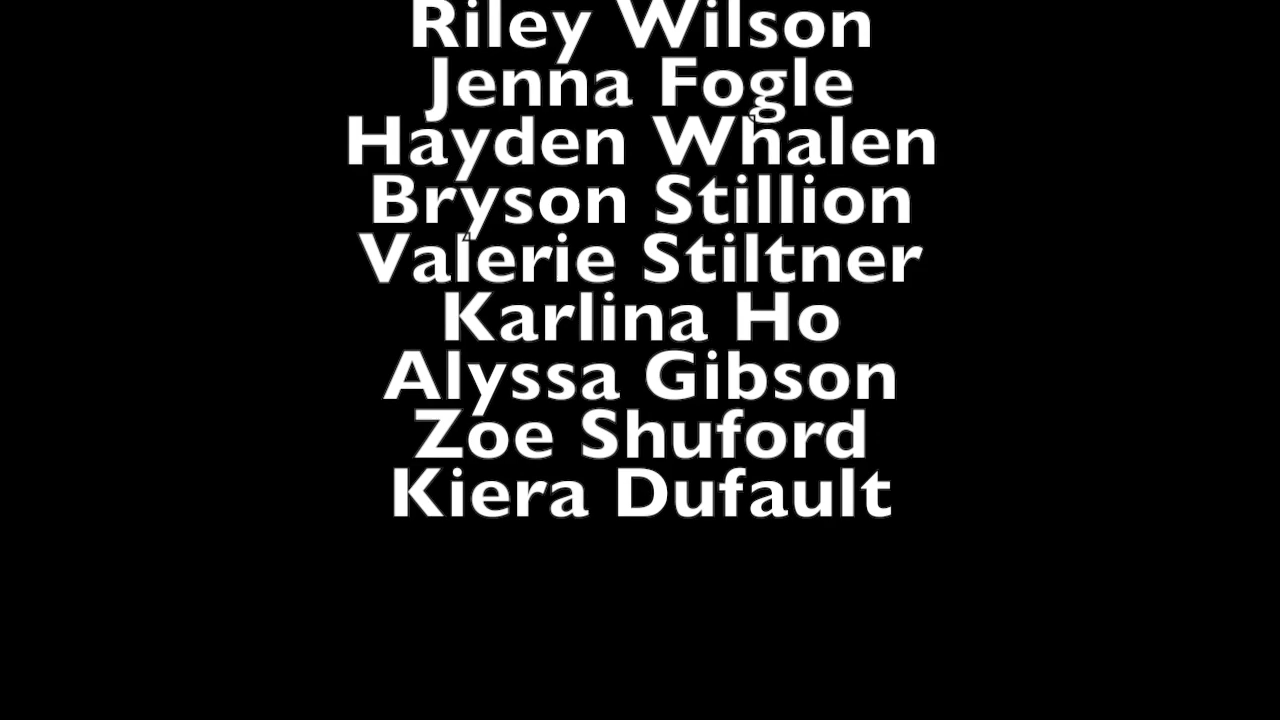 Riley Wilson
Jenna Fogle
Hayden Whalen
Bryson Stillion
Valerie Stiltner
Karlina Ho
Alyssa Gibson
Zoe Shuford
Kiera Dufault